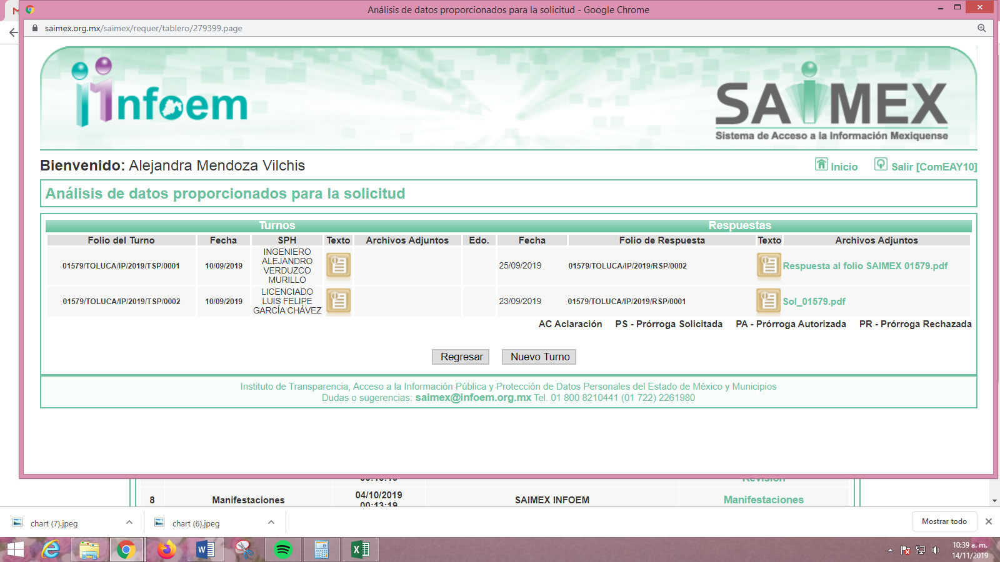 Análisis de datos proporcionados para la solicitud - Google Chrome
saimex.org.mx/saimex/requer/tablero/279399.page
infoem
SAIMEX
Sistema de Acceso a la Información Mexiquense
Bienvenido: Alejandra Mendoza Vilchis
Inicio
Salir [ComEAY10]
Análisis de datos proporcionados para la solicitud
Turnos
Respuestas
Folio del Turno Fecha SPH Texto Archivos Adjuntos Edo. Fecha Folio de Respuesta Texto Archivos Adjuntos
01579/TOLUCA/IP/2019/TSP/0001 10/09/2019
INGENIERO
ALEJANDRO
VERDUZCO
MURILLO
25/09/2019 01579/TOLUCA/IP/2019/RSP/0002 Respuesta al folio SAIMEX 01579.pdf
01579/TOLUCA/IP/2019/TSP/0002 10/09/2019
LICENCIADO
LUIS FELIPE
GARCÍA CHÁVEZ
23/09/2019 01579/TOLUCA/IP/2019/RSP/0001 Sol_01579.pdf
AC Aclaración PS - Prórroga Solicitada PA - Prórroga Autorizada PR - Prórroga Rechazada
Regresar
Nuevo Turno
Instituto de Transparencia, Acceso a la Información Pública y Protección de Datos Personales del Estado de México y Municipios
Dudas o sugerencias: saimex@infoem.org.mx Tel. 01 800 8210441 (01 722) 2261980
8 Manifestaciones 04/10/2019 SAIMEX INFOEM Manifestaciones
00:13:19
chart (7).jpeg
chart (6).jpeg
Mostrar todo
10:39 a. m.
14/11/2019